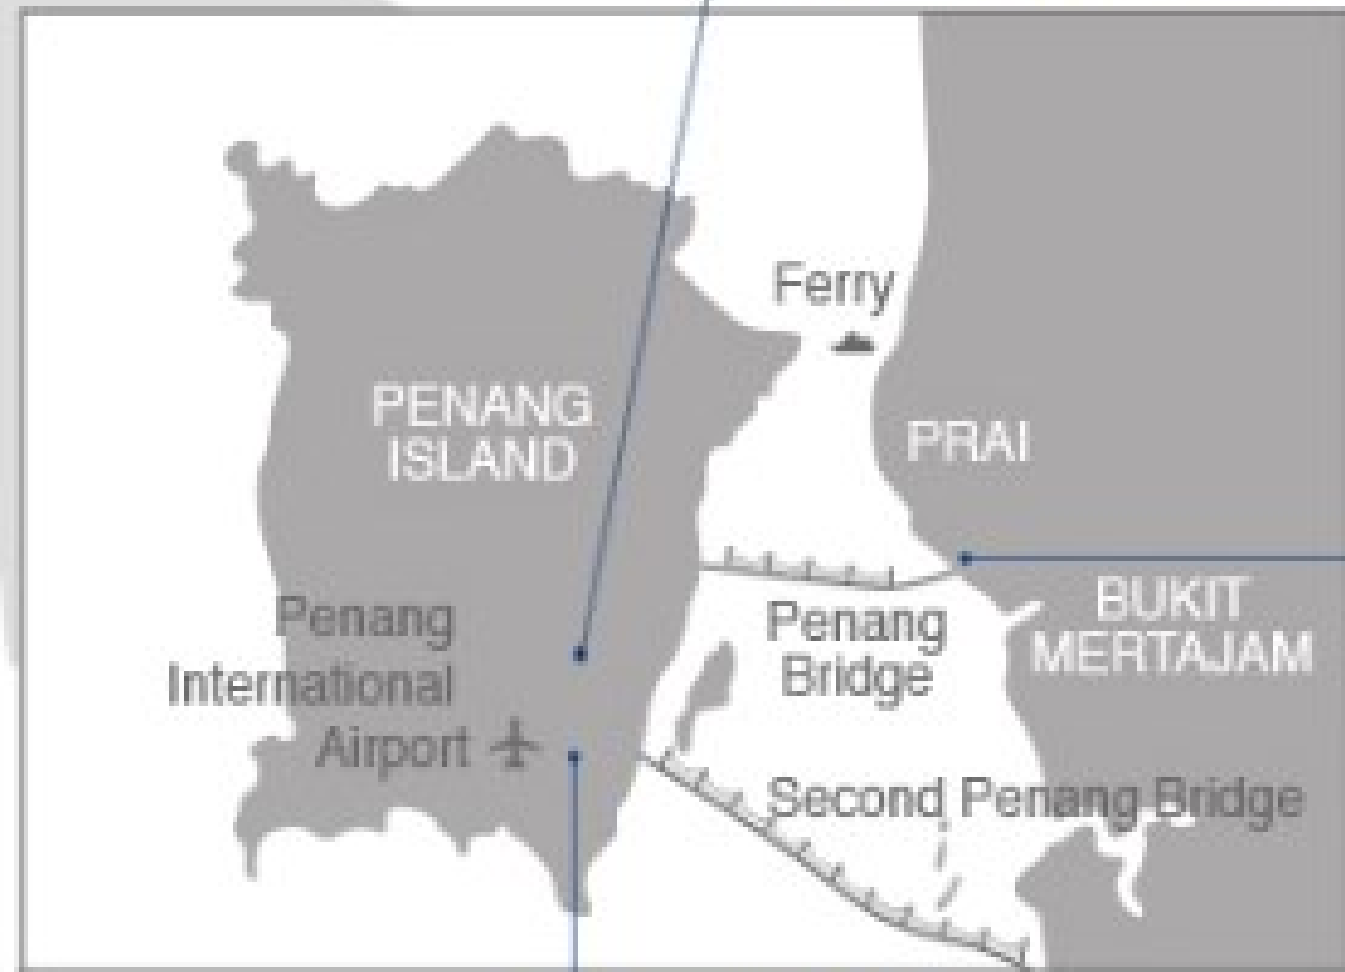 Ferry
PENANG
ISLAND
PRAI
Penang
International
Airport
Penang
Bridge
BUKIT
MERTAJAM
Second Penang Bridge